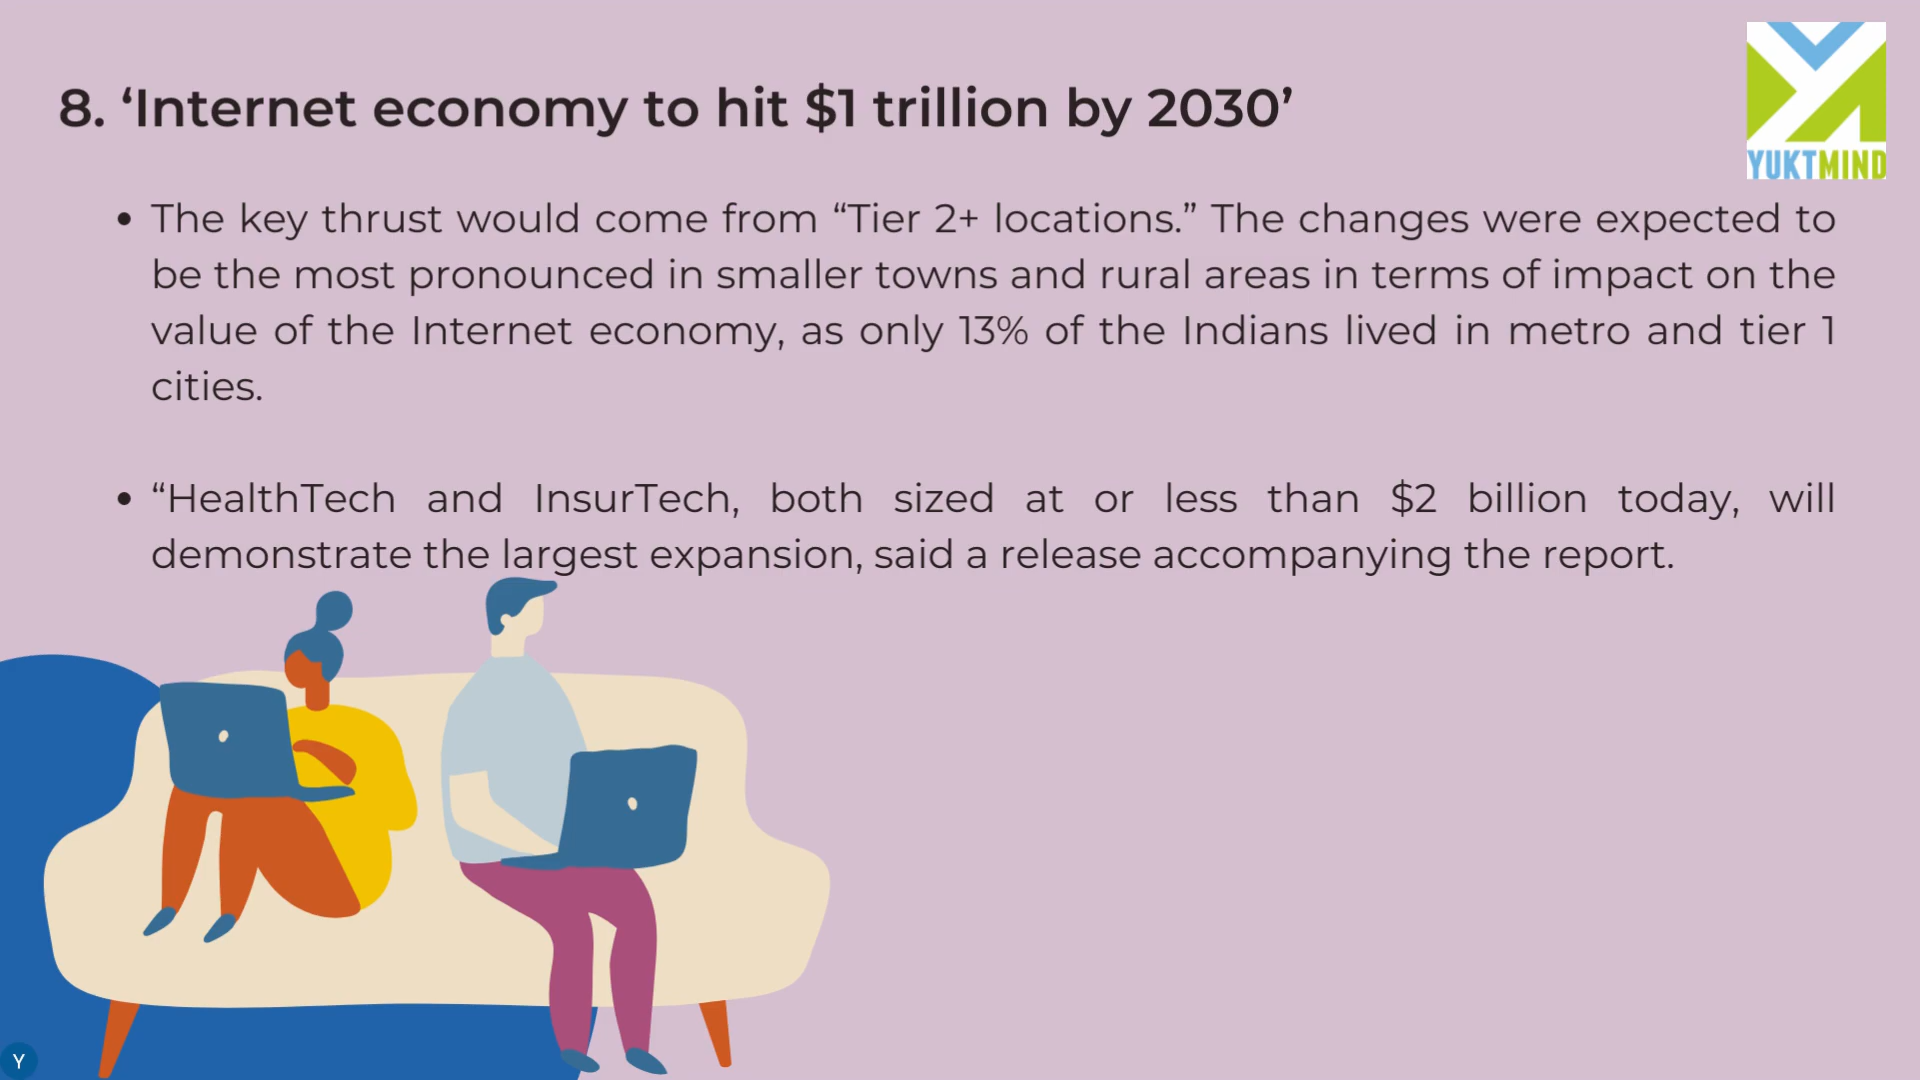 8. ‘Internet economy to hit $1 trillion by 2030’
YUKTMIND
• The key thrust would come from “Tier 2+ locations.” The changes were expected to
be the most pronounced in smaller towns and rural areas in terms of impact on the
value of the Internet economy, as only 13% of the Indians lived in metro and tier 1
cities.
• “HealthTech and InsurTech, both sized at or less than $2 billion today, will
demonstrate the largest expansion, said a release accompanying the report.
Y